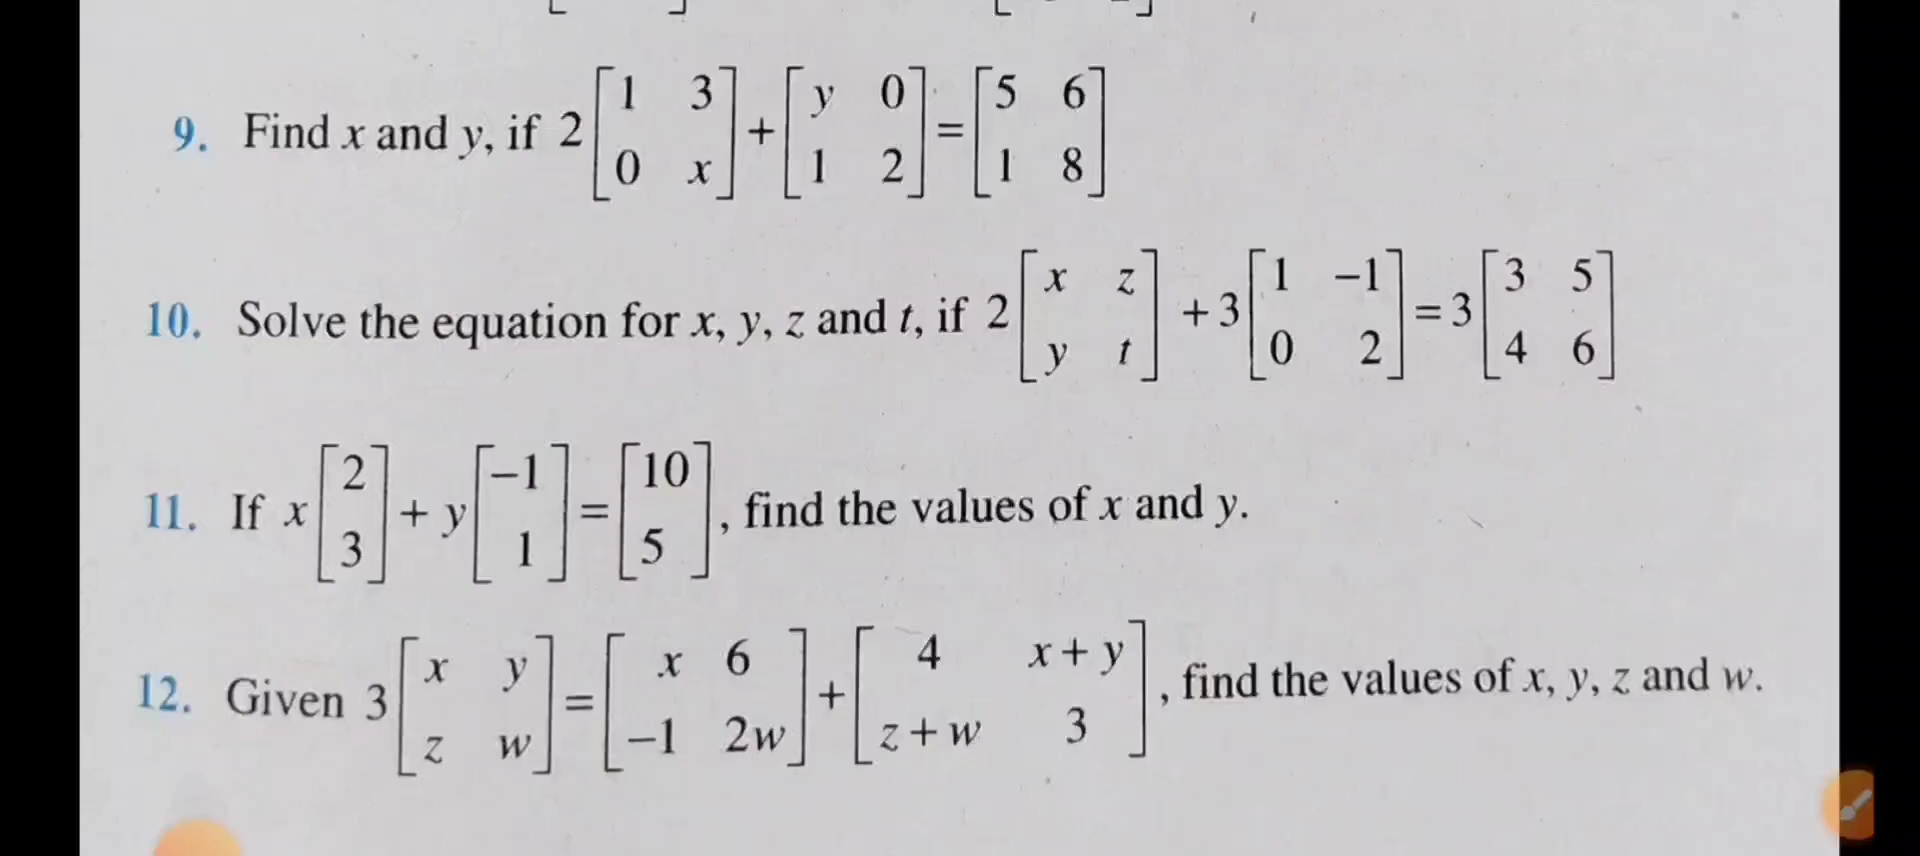 9. Find x and y, if 2 [1 3; 0 x] + [y 0; 1 2] = [5 6; 1 8]
10. Solve the equation for x, y, z and t, if 2 [x z; y t] + 3 [1 −1; 0 2] = 3 [3 5; 4 6]
11. If x [2; 3] + y [−1; 1] = [10; 5], find the values of x and y.
12. Given 3 [x y; z w] = [x 6; −1 2w] + [4 x + y; z + w 3], find the values of x, y, z and w.